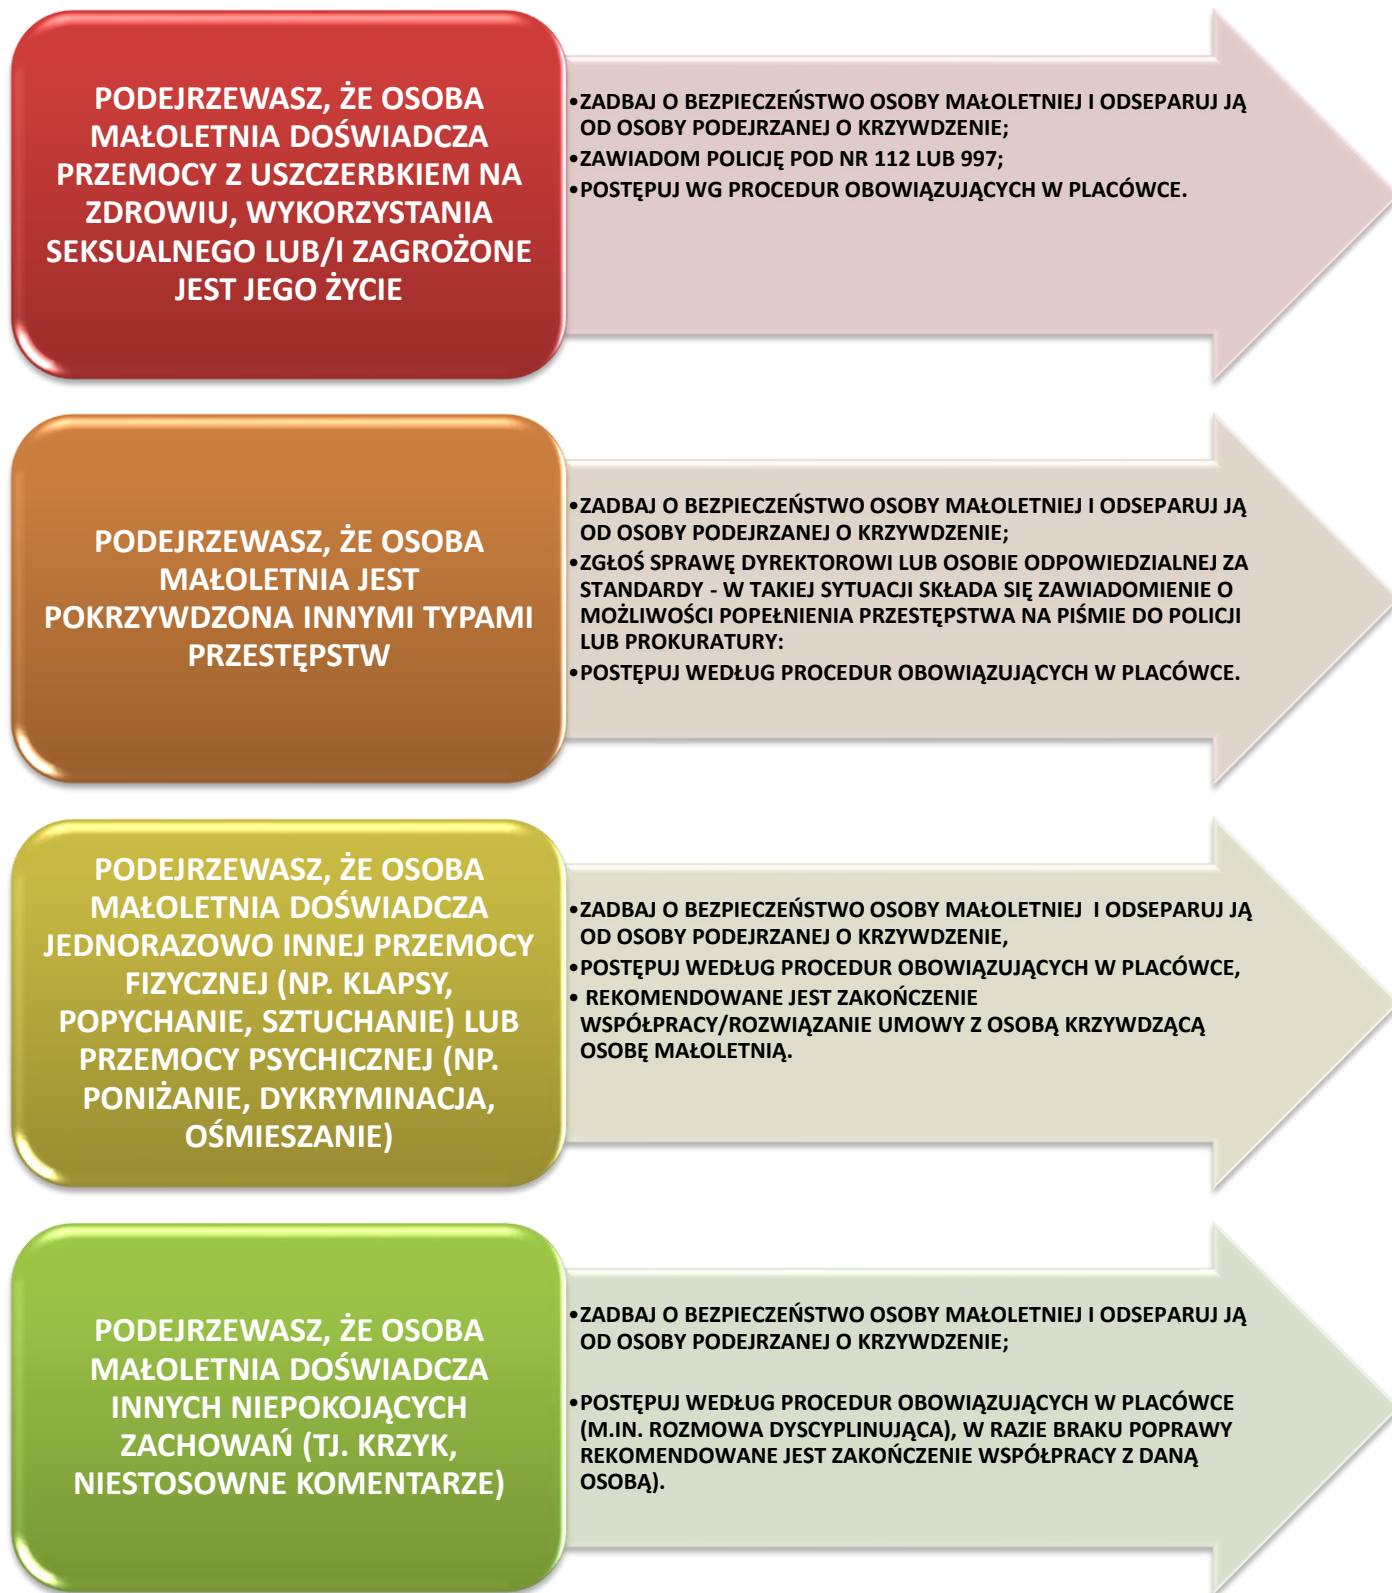 PODEJRZEWASZ, ŻE OSOBA
MAŁOLETNIA DOŚWIADCZA
PRZEMOCY Z USZCZERBKIEM NA
ZDROWIU, WYKORZYSTANIA
SEKSUALNEGO LUB/I ZAGROŻONE
JEST JEGO ŻYCIE
•ZADBAJ O BEZPIECZEŃSTWO OSOBY MAŁOLETNIEJ I ODSEPARUJ JĄ
OD OSOBY PODEJRZANEJ O KRZYWDZENIE;
•ZAWIADOM POLICJĘ POD NR 112 LUB 997;
•POSTĘPUJ WG PROCEDUR OBOWIĄZUJĄCYCH W PLACÓWCE.
PODEJRZEWASZ, ŻE OSOBA
MAŁOLETNIA JEST
POKRZYWDZONA INNYMI TYPAMI
PRZESTĘPSTW
•ZADBAJ O BEZPIECZEŃSTWO OSOBY MAŁOLETNIEJ I ODSEPARUJ JĄ
OD OSOBY PODEJRZANEJ O KRZYWDZENIE;
•ZGŁOŚ SPRAWĘ DYREKTOROWI LUB OSOBIE ODPOWIEDZIALNEJ ZA
STANDARDY - W TAKIEJ SYTUACJI SKŁADA SIĘ ZAWIADOMIENIE O
MOŻLIWOŚCI POPEŁNIENIA PRZESTĘPSTWA NA PIŚMIE DO POLICJI
LUB PROKURATURY:
•POSTĘPUJ WEDŁUG PROCEDUR OBOWIĄZUJĄCYCH W PLACÓWCE.
PODEJRZEWASZ, ŻE OSOBA
MAŁOLETNIA DOŚWIADCZA
JEDNORAZOWO INNEJ PRZEMOCY
FIZYCZNEJ (NP. KLAPSY,
POPYCHANIE, SZTUCHANIE) LUB
PRZEMOCY PSYCHICZNEJ (NP.
PONIŻANIE, DYKRYMINACJA,
OŚMIESZANIE)
•ZADBAJ O BEZPIECZEŃSTWO OSOBY MAŁOLETNIEJ I ODSEPARUJ JĄ
OD OSOBY PODEJRZANEJ O KRZYWDZENIE,
•POSTĘPUJ WEDŁUG PROCEDUR OBOWIĄZUJĄCYCH W PLACÓWCE,
• REKOMENDOWANE JEST ZAKOŃCZENIE
WSPÓŁPRACY/ROZWIĄZANIE UMOWY Z OSOBĄ KRZYWDZĄCĄ
OSOBĘ MAŁOLETNIĄ.
PODEJRZEWASZ, ŻE OSOBA
MAŁOLETNIA DOŚWIADCZA
INNYCH NIEPOKOJĄCYCH
ZACHOWAŃ (TJ. KRZYK,
NIESTOSOWNE KOMENTARZE)
•ZADBAJ O BEZPIECZEŃSTWO OSOBY MAŁOLETNIEJ I ODSEPARUJ JĄ
OD OSOBY PODEJRZANEJ O KRZYWDZENIE;
•POSTĘPUJ WEDŁUG PROCEDUR OBOWIĄZUJĄCYCH W PLACÓWCE
(M.IN. ROZMOWA DYSCYPLINUJĄCA), W RAZIE BRAKU POPRAWY
REKOMENDOWANE JEST ZAKOŃCZENIE WSPÓŁPRACY Z DANĄ
OSOBĄ).